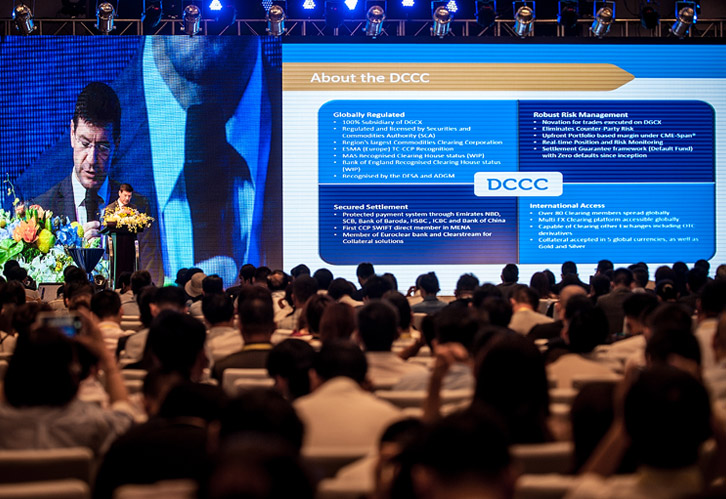 About the DCCC
Globally Regulated
• 100% Subsidiary of DGCX
• Regulated and licensed by Securities and
Commodities Authority (SCA)
• Region's largest Commodities Clearing Corporation
• ESMA (Europe) TC-CCP Recognition
• MAS Recognised Clearing House status (WIP)
• Bank of England Recognised Clearing House status
(WIP)
• Recognised by the DFSA and ADGM
Robust Risk Management
• Novation for trades executed on DGCX
• Eliminates Counter-Party Risk
• Upfront Portfolio based margin under CME-Span®
• Real-time Position and Risk Monitoring
• Settlement Guarantee framework (Default Fund)
with Zero defaults since inception
DCCC
Secured Settlement
• Protected payment system through Emirates NBD,
SCB, Bank of Baroda, HSBC , ICBC and Bank of China
• First CCP SWIFT direct member in MENA
• Member of Euroclear bank and Clearstream for
Collateral solutions
International Access
• Over 80 Clearing members spread globally
• Multi FX Clearing platform accessible globally
• Capable of Clearing other Exchanges including OTC
derivatives
• Collateral accepted in 5 global currencies, as well as
Gold and Silver